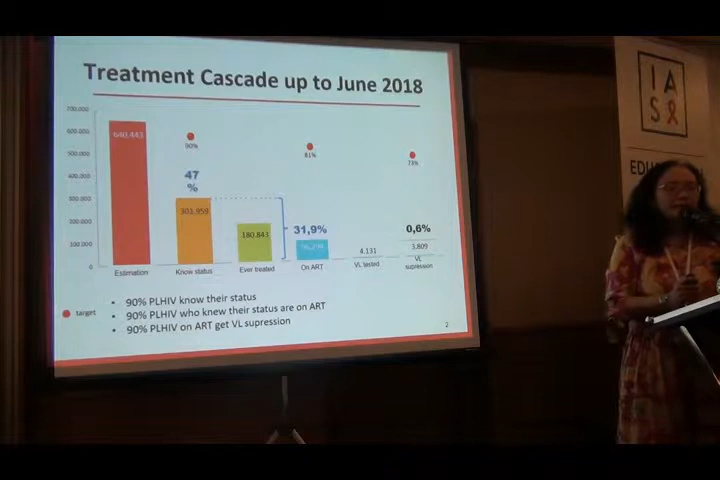 Treatment Cascade up to June 2018
700.000
600.000
500.000
400.000
300.000
200.000
100.000
0
640.443
90%
81%
73%
47
%
301.959
180.843
31,9%
4.131
0,6%
3.809
Estimation
Know status
Ever treated
On ART
VL tested
VL
supression
target
• 90% PLHIV know their status
• 90% PLHIV who knew their status are on ART
• 90% PLHIV on ART get VL supression
2
I A
S